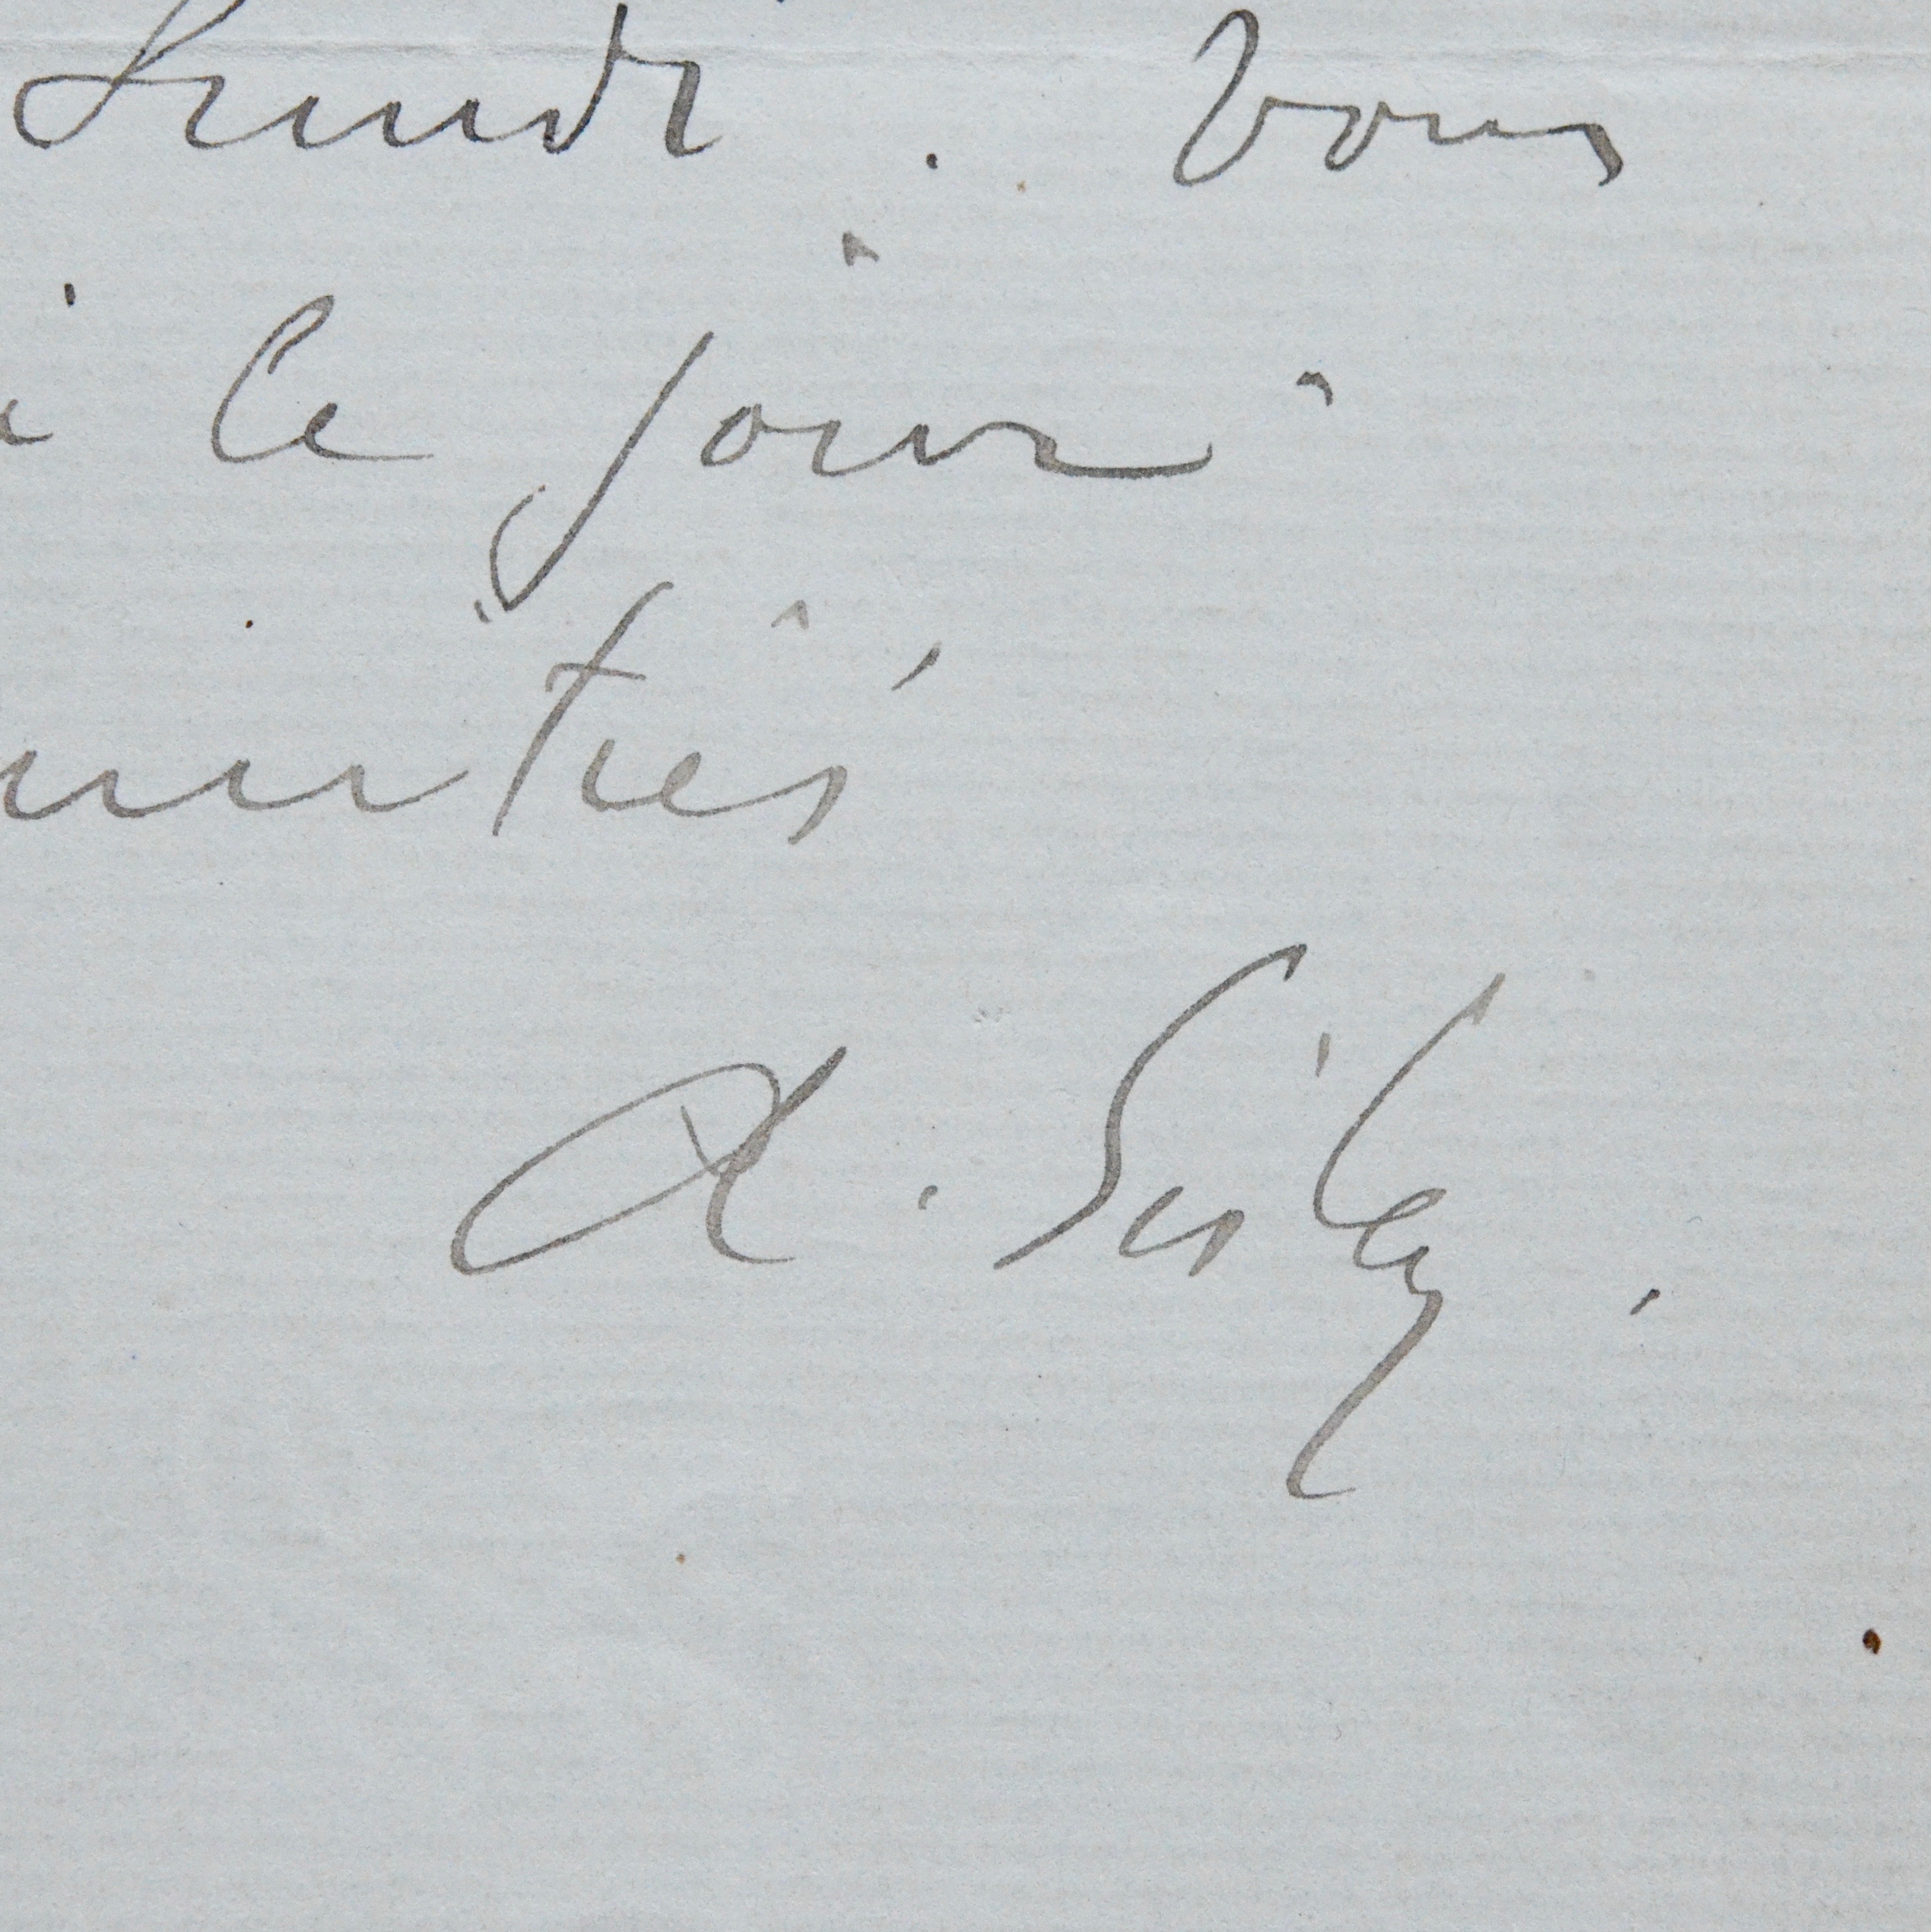 Lundi. Vous
le jour
amitiés
A. Sisley.